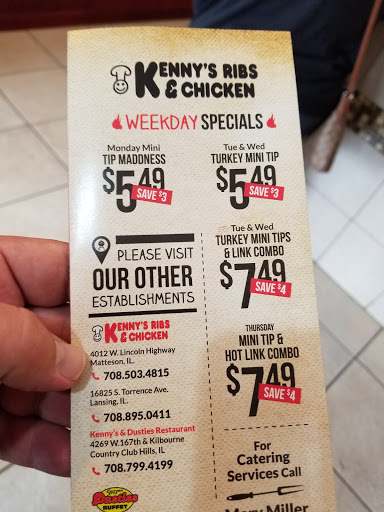 KENNY'S RIBS
& CHICKEN
WEEKDAY SPECIALS
Monday Mini
TIP MADDNESS
$5.49
SAVE $3
Tue & Wed
TURKEY MINI TIP
$5.49
SAVE $3
PLEASE VISIT
OUR OTHER
ESTABLISHMENTS
KENNY'S RIBS
& CHICKEN
4012 W. Lincoln Highway
Matteson, IL.
708.503.4815
16825 S. Torrence Ave.
Lansing, IL.
708.895.0411
Kenny's & Dusties Restaurant
4269 W.167th & Kilbourne
Country Club Hills, IL
708.799.4199
Dusties
BUFFET
Tue & Wed
TURKEY MINI TIPS
& LINK COMBO
$7.49
SAVE $4
THURSDAY
MINI TIP &
HOT LINK COMBO
$7.49
SAVE $4
For
Catering
Services Call
Mary Miller